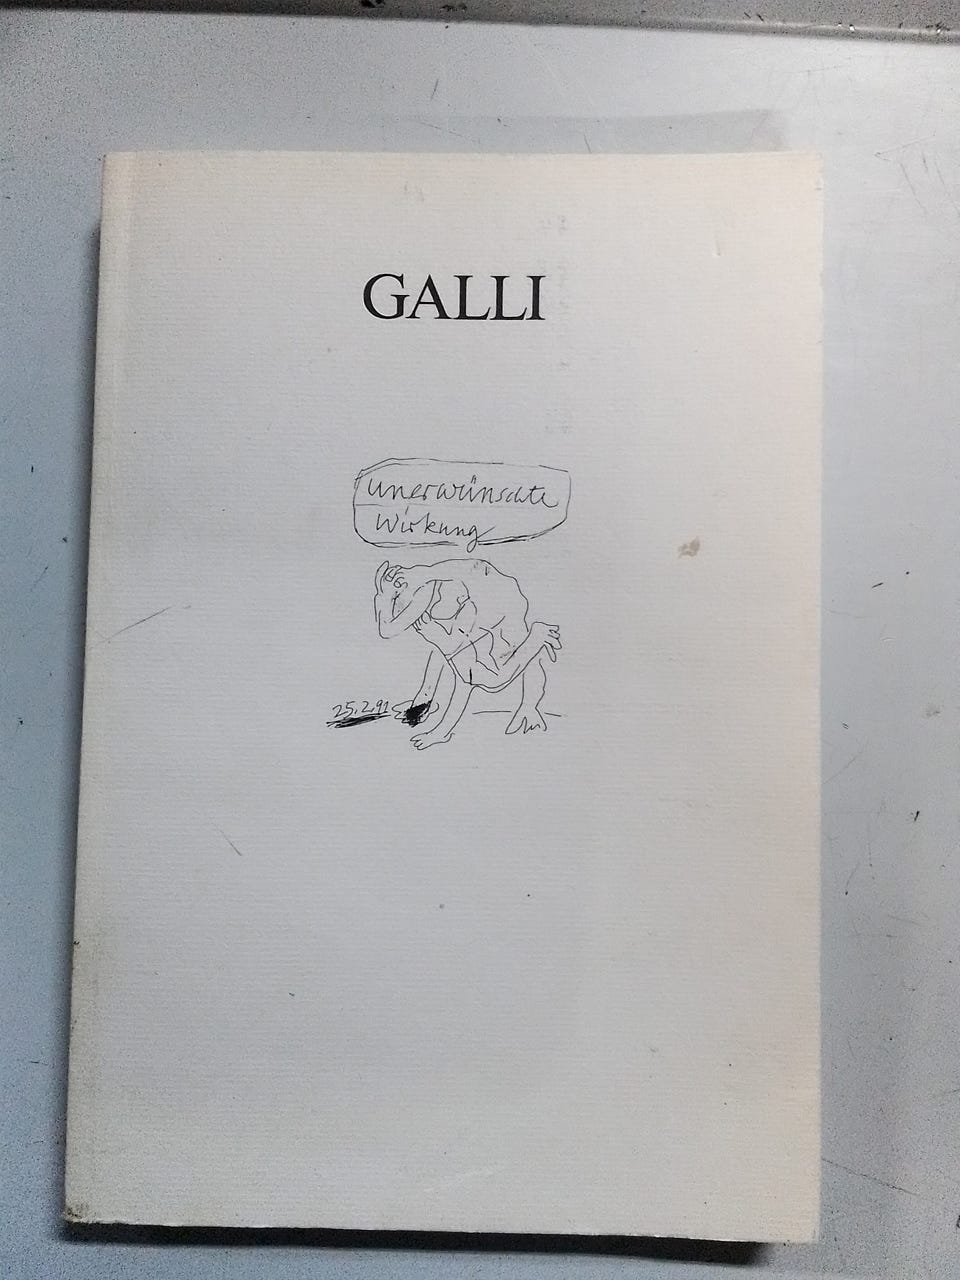 GALLI
unerwünschte
Wirkung
25.2.91